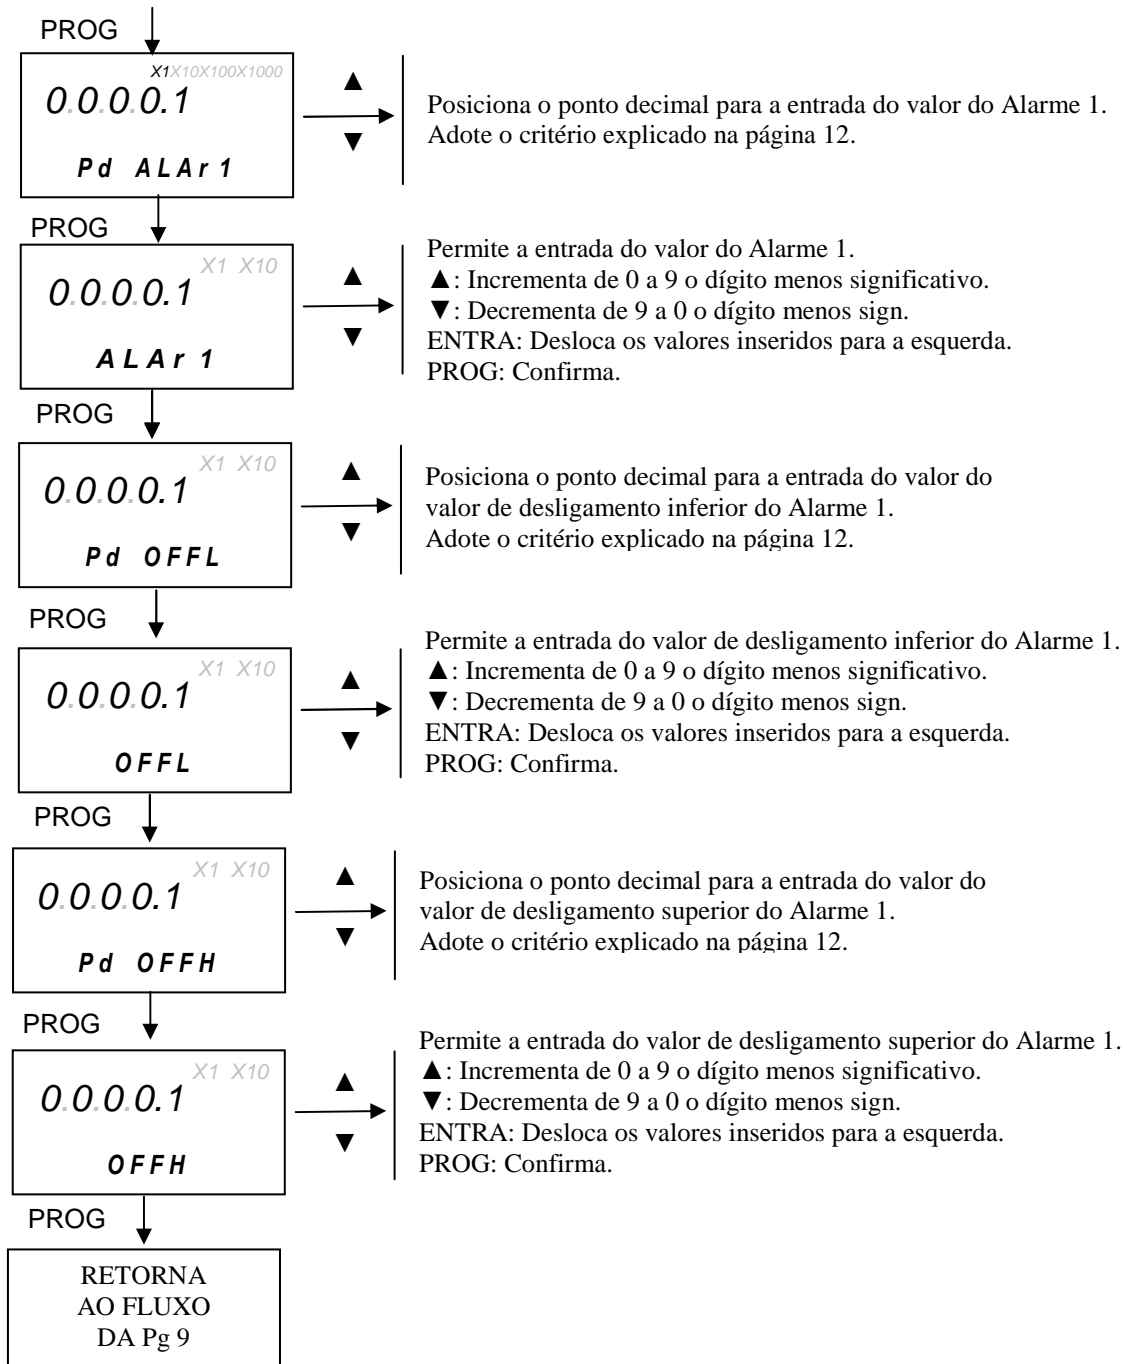 PROG
X1X10X100X1000
0.0.0.0.1
Pd ALAr 1
▲
▼
Posiciona o ponto decimal para a entrada do valor do Alarme 1.
Adote o critério explicado na página 12.
PROG
X1 X10
0.0.0.0.1
ALAr 1
▲
▼
Permite a entrada do valor do Alarme 1.
▲: Incrementa de 0 a 9 o dígito menos significativo.
▼: Decrementa de 9 a 0 o dígito menos sign.
ENTRA: Desloca os valores inseridos para a esquerda.
PROG: Confirma.
PROG
X1 X10
0.0.0.0.1
Pd OFFL
▲
▼
Posiciona o ponto decimal para a entrada do valor do
valor de desligamento inferior do Alarme 1.
Adote o critério explicado na página 12.
PROG
X1 X10
0.0.0.0.1
OFFL
▲
▼
Permite a entrada do valor de desligamento inferior do Alarme 1.
▲: Incrementa de 0 a 9 o dígito menos significativo.
▼: Decrementa de 9 a 0 o dígito menos sign.
ENTRA: Desloca os valores inseridos para a esquerda.
PROG: Confirma.
PROG
X1 X10
0.0.0.0.1
Pd OFFH
▲
▼
Posiciona o ponto decimal para a entrada do valor do
valor de desligamento superior do Alarme 1.
Adote o critério explicado na página 12.
PROG
X1 X10
0.0.0.0.1
OFFH
▲
▼
Permite a entrada do valor de desligamento superior do Alarme 1.
▲: Incrementa de 0 a 9 o dígito menos significativo.
▼: Decrementa de 9 a 0 o dígito menos sign.
ENTRA: Desloca os valores inseridos para a esquerda.
PROG: Confirma.
PROG
RETORNA
AO FLUXO
DA Pg 9